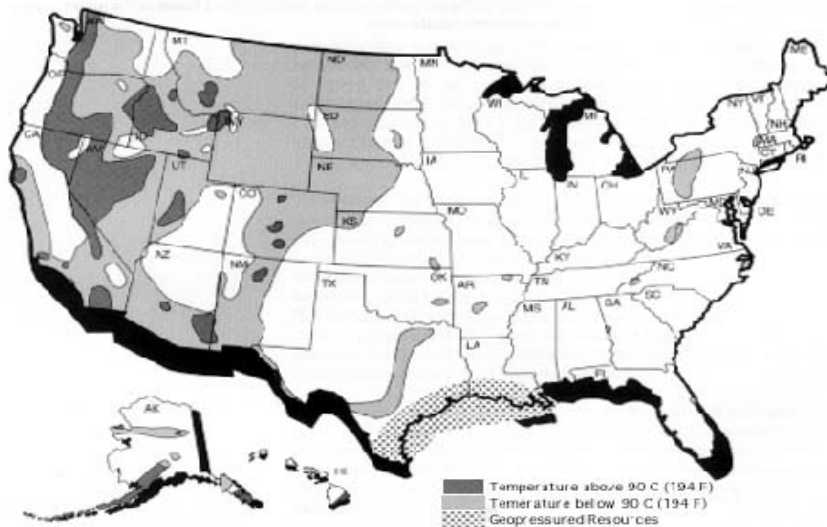 WA
MT
ND
MN
ME
OR
SD
WI
MI
NY
VT
NH
MA
CT
RI
CA
NV
UT
CO
NE
IA
IL
IN
OH
PA
NJ
DE
KS
MO
KY
WY
VA
AZ
NM
TX
OK
AR
TN
NC
SC
MS
AL
GA
LA
FL
AK
Temperature above 90 C (194 F)
Temerature below 90 C (194 F)
Geopressured Resources